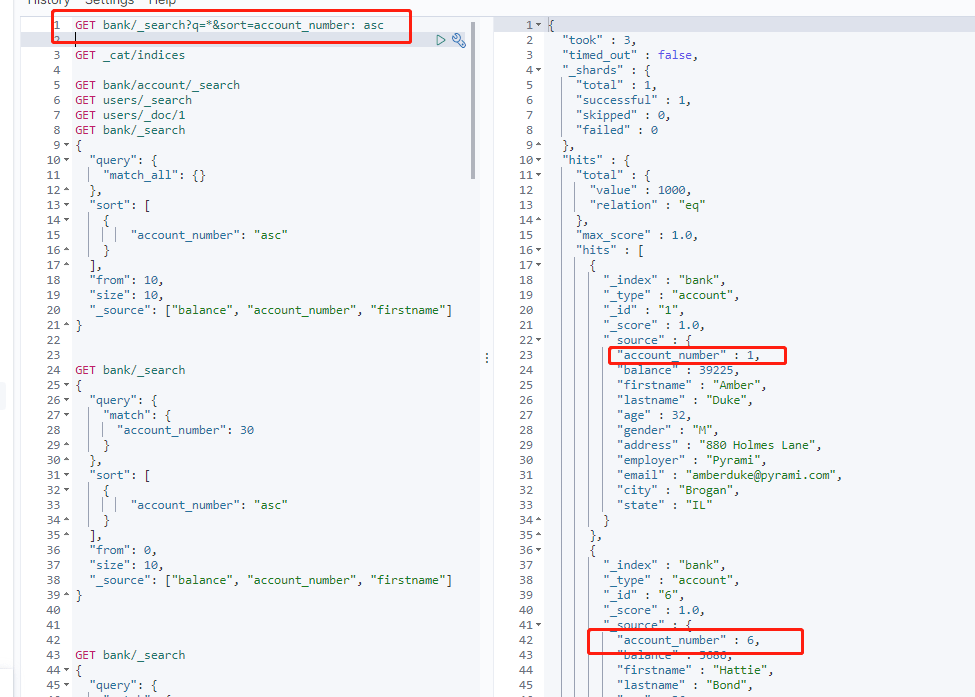 History Settings Help
1 GET bank/_search?q=*&sort=account_number: asc
2
3 GET _cat/indices
4
5 GET bank/account/_search
6 GET users/_search
7 GET users/_doc/1
8 GET bank/_search
9 {
10 "query": {
11 "match_all": {}
12 },
13 "sort": [
14 {
15 "account_number": "asc"
16 }
17 ],
18 "from": 10,
19 "size": 10,
20 "_source": ["balance", "account_number", "firstname"]
21 }
22
23
24 GET bank/_search
25 {
26 "query": {
27 "match": {
28 "account_number": 30
29 }
30 },
31 "sort": [
32 {
33 "account_number": "asc"
34 }
35 ],
36 "from": 0,
37 "size": 10,
38 "_source": ["balance", "account_number", "firstname"]
39 }
40
41
42
43 GET bank/_search
44 {
45 "query": {
1 {
2 "took" : 3,
3 "timed_out" : false,
4 "_shards" : {
5 "total" : 1,
6 "successful" : 1,
7 "skipped" : 0,
8 "failed" : 0
9 },
10 "hits" : {
11 "total" : {
12 "value" : 1000,
13 "relation" : "eq"
14 },
15 "max_score" : 1.0,
16 "hits" : [
17 {
18 "_index" : "bank",
19 "_type" : "account",
20 "_id" : "1",
21 "_score" : 1.0,
22 "_source" : {
23 "account_number" : 1,
24 "balance" : 39225,
25 "firstname" : "Amber",
26 "lastname" : "Duke",
27 "age" : 32,
28 "gender" : "M",
29 "address" : "880 Holmes Lane",
30 "employer" : "Pyrami",
31 "email" : "amberduke@pyrami.com",
32 "city" : "Brogan",
33 "state" : "IL"
34 }
35 },
36 {
37 "_index" : "bank",
38 "_type" : "account",
39 "_id" : "6",
40 "_score" : 1.0,
41 "_source" : {
42 "account_number" : 6,
43 "balance" : 5686,
44 "firstname" : "Hattie",
45 "lastname" : "Bond",